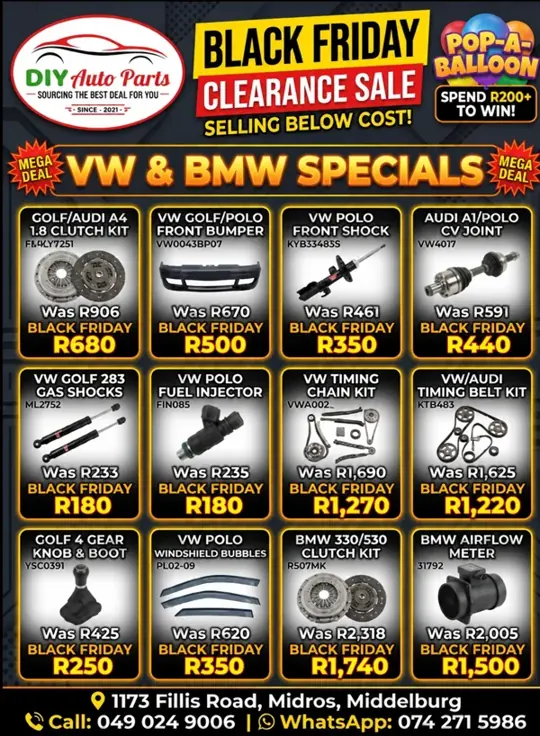 DIY Auto Parts
SOURCING THE BEST DEAL FOR YOU
- SINCE - 2021 -
BLACK FRIDAY
CLEARANCE SALE
SELLING BELOW COST!
POP-A-
BALLOON
SPEND R200+
TO WIN!
MEGA
DEAL
VW & BMW SPECIALS
MEGA
DEAL
GOLF/AUDI A4
1.8 CLUTCH KIT
Was R906
BLACK FRIDAY
R680
VW GOLF/POLO
FRONT BUMPER
VW0043BP07
Was R670
BLACK FRIDAY
R500
VW POLO
FRONT SHOCK
KYB33485S
Was R461
BLACK FRIDAY
R350
AUDI A1/POLO
CV JOINT
VW4017
Was R591
BLACK FRIDAY
R440
VW GOLF 283
GAS SHOCKS
ML2752
Was R233
BLACK FRIDAY
R180
VW POLO
FUEL INJECTOR
FIN085
Was R235
BLACK FRIDAY
R180
VW TIMING
CHAIN KIT
VWA002
Was R1,690
BLACK FRIDAY
R1,270
VW/AUDI
TIMING BELT KIT
KTB483
Was R1,625
BLACK FRIDAY
R1,220
GOLF 4 GEAR
KNOB & BOOT
YSC0391
Was R425
BLACK FRIDAY
R250
VW POLO
WINDSHIELD BUBBLES
PL02-09
Was R620
BLACK FRIDAY
R350
BMW 330/530
CLUTCH KIT
R507MK
Was R2,318
BLACK FRIDAY
R1,740
BMW AIRFLOW
METER
31792
Was R2,005
BLACK FRIDAY
R1,500
1173 Fillis Road, Midros, Middelburg
Call: 049 024 9006 | WhatsApp: 074 271 5986